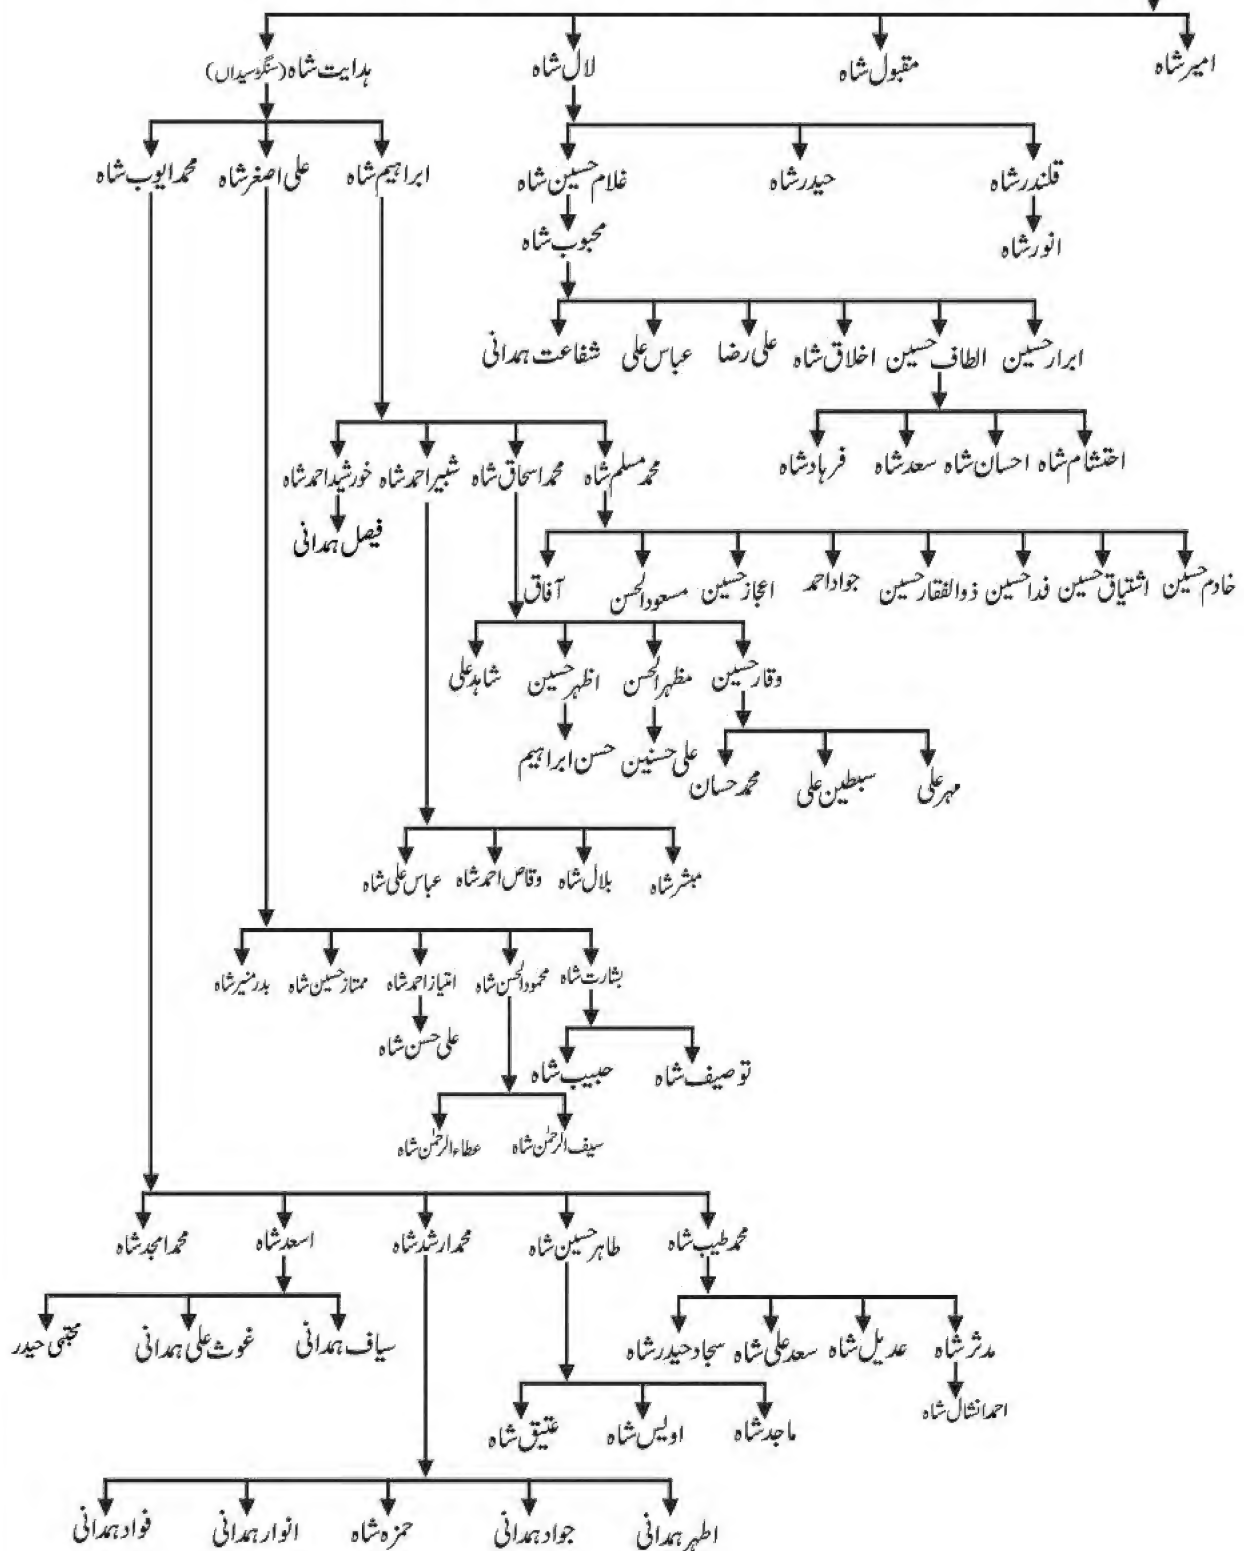 امیر شاہ مقبول شاہ لال شاہ ہدایت شاہ (سنگوسیداں)
قلندر شاہ حیدر شاہ غلام حسین شاہ ابراہیم شاہ علی اصغر شاہ محمد ایوب شاہ
انور شاہ محبوب شاہ
ابرار حسین الطاف حسین اخلاق شاہ علی رضا عباس علی شفاعت ہمدانی
احتشام شاہ احسان شاہ سعد شاہ فرہاد شاہ محمد مسلم شاہ محمد اسحاق شاہ شبیر احمد شاہ خورشید احمد شاہ
فیصل ہمدانی
خادم حسین اشتیاق حسین فدا حسین ذوالفقار حسین جواد احمد اعجاز حسین مسعود الحسن آفاق
وقار حسین مظہر الحسن اظہر حسین شاہد علی
علی حسنین حسن ابراہیم
مہر علی سبطین علی محمد حسان
مبشر شاہ بلال شاہ وقاص احمد شاہ عباس علی شاہ
بشارت شاہ محمود الحسن شاہ امتیاز احمد شاہ ممتاز حسین شاہ بدر منیر شاہ
علی حسن شاہ
توصیف شاہ حبیب شاہ
سیف الرحمٰن شاہ عطاء الرحمٰن شاہ
محمد طیب شاہ طاہر حسین شاہ محمد ارشد شاہ اسعد شاہ محمد امجد شاہ
مدثر شاہ عدیل شاہ سعد علی شاہ سجاد حیدر شاہ سیاف ہمدانی غوث علی ہمدانی مجتبیٰ حیدر
احمد انشال شاہ
ماجد شاہ اویس شاہ عتیق شاہ
اطہر ہمدانی جواد ہمدانی حمزہ شاہ انوار ہمدانی فواد ہمدانی